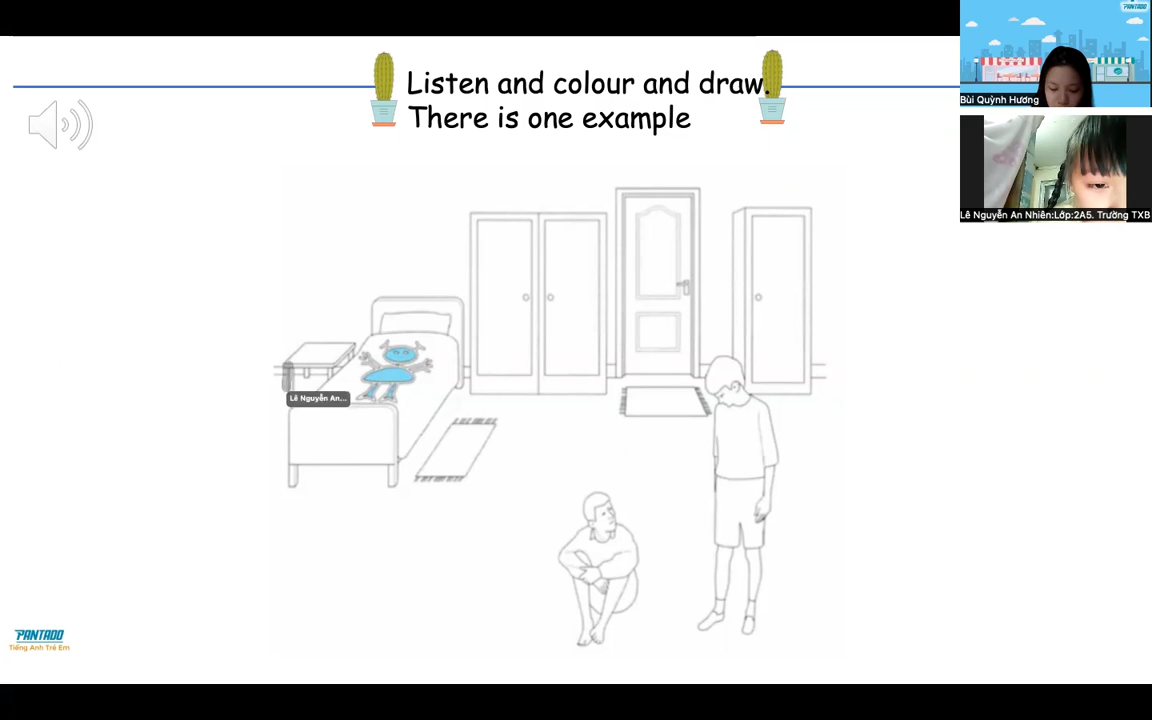 Listen and colour and draw.
There is one example
PANTADO
Bùi Quỳnh Hương
Lê Nguyễn An Nhiên:Lớp:2A5. Trường TXB
Lê Nguyễn An...
PANTADO
Tiếng Anh Trẻ Em